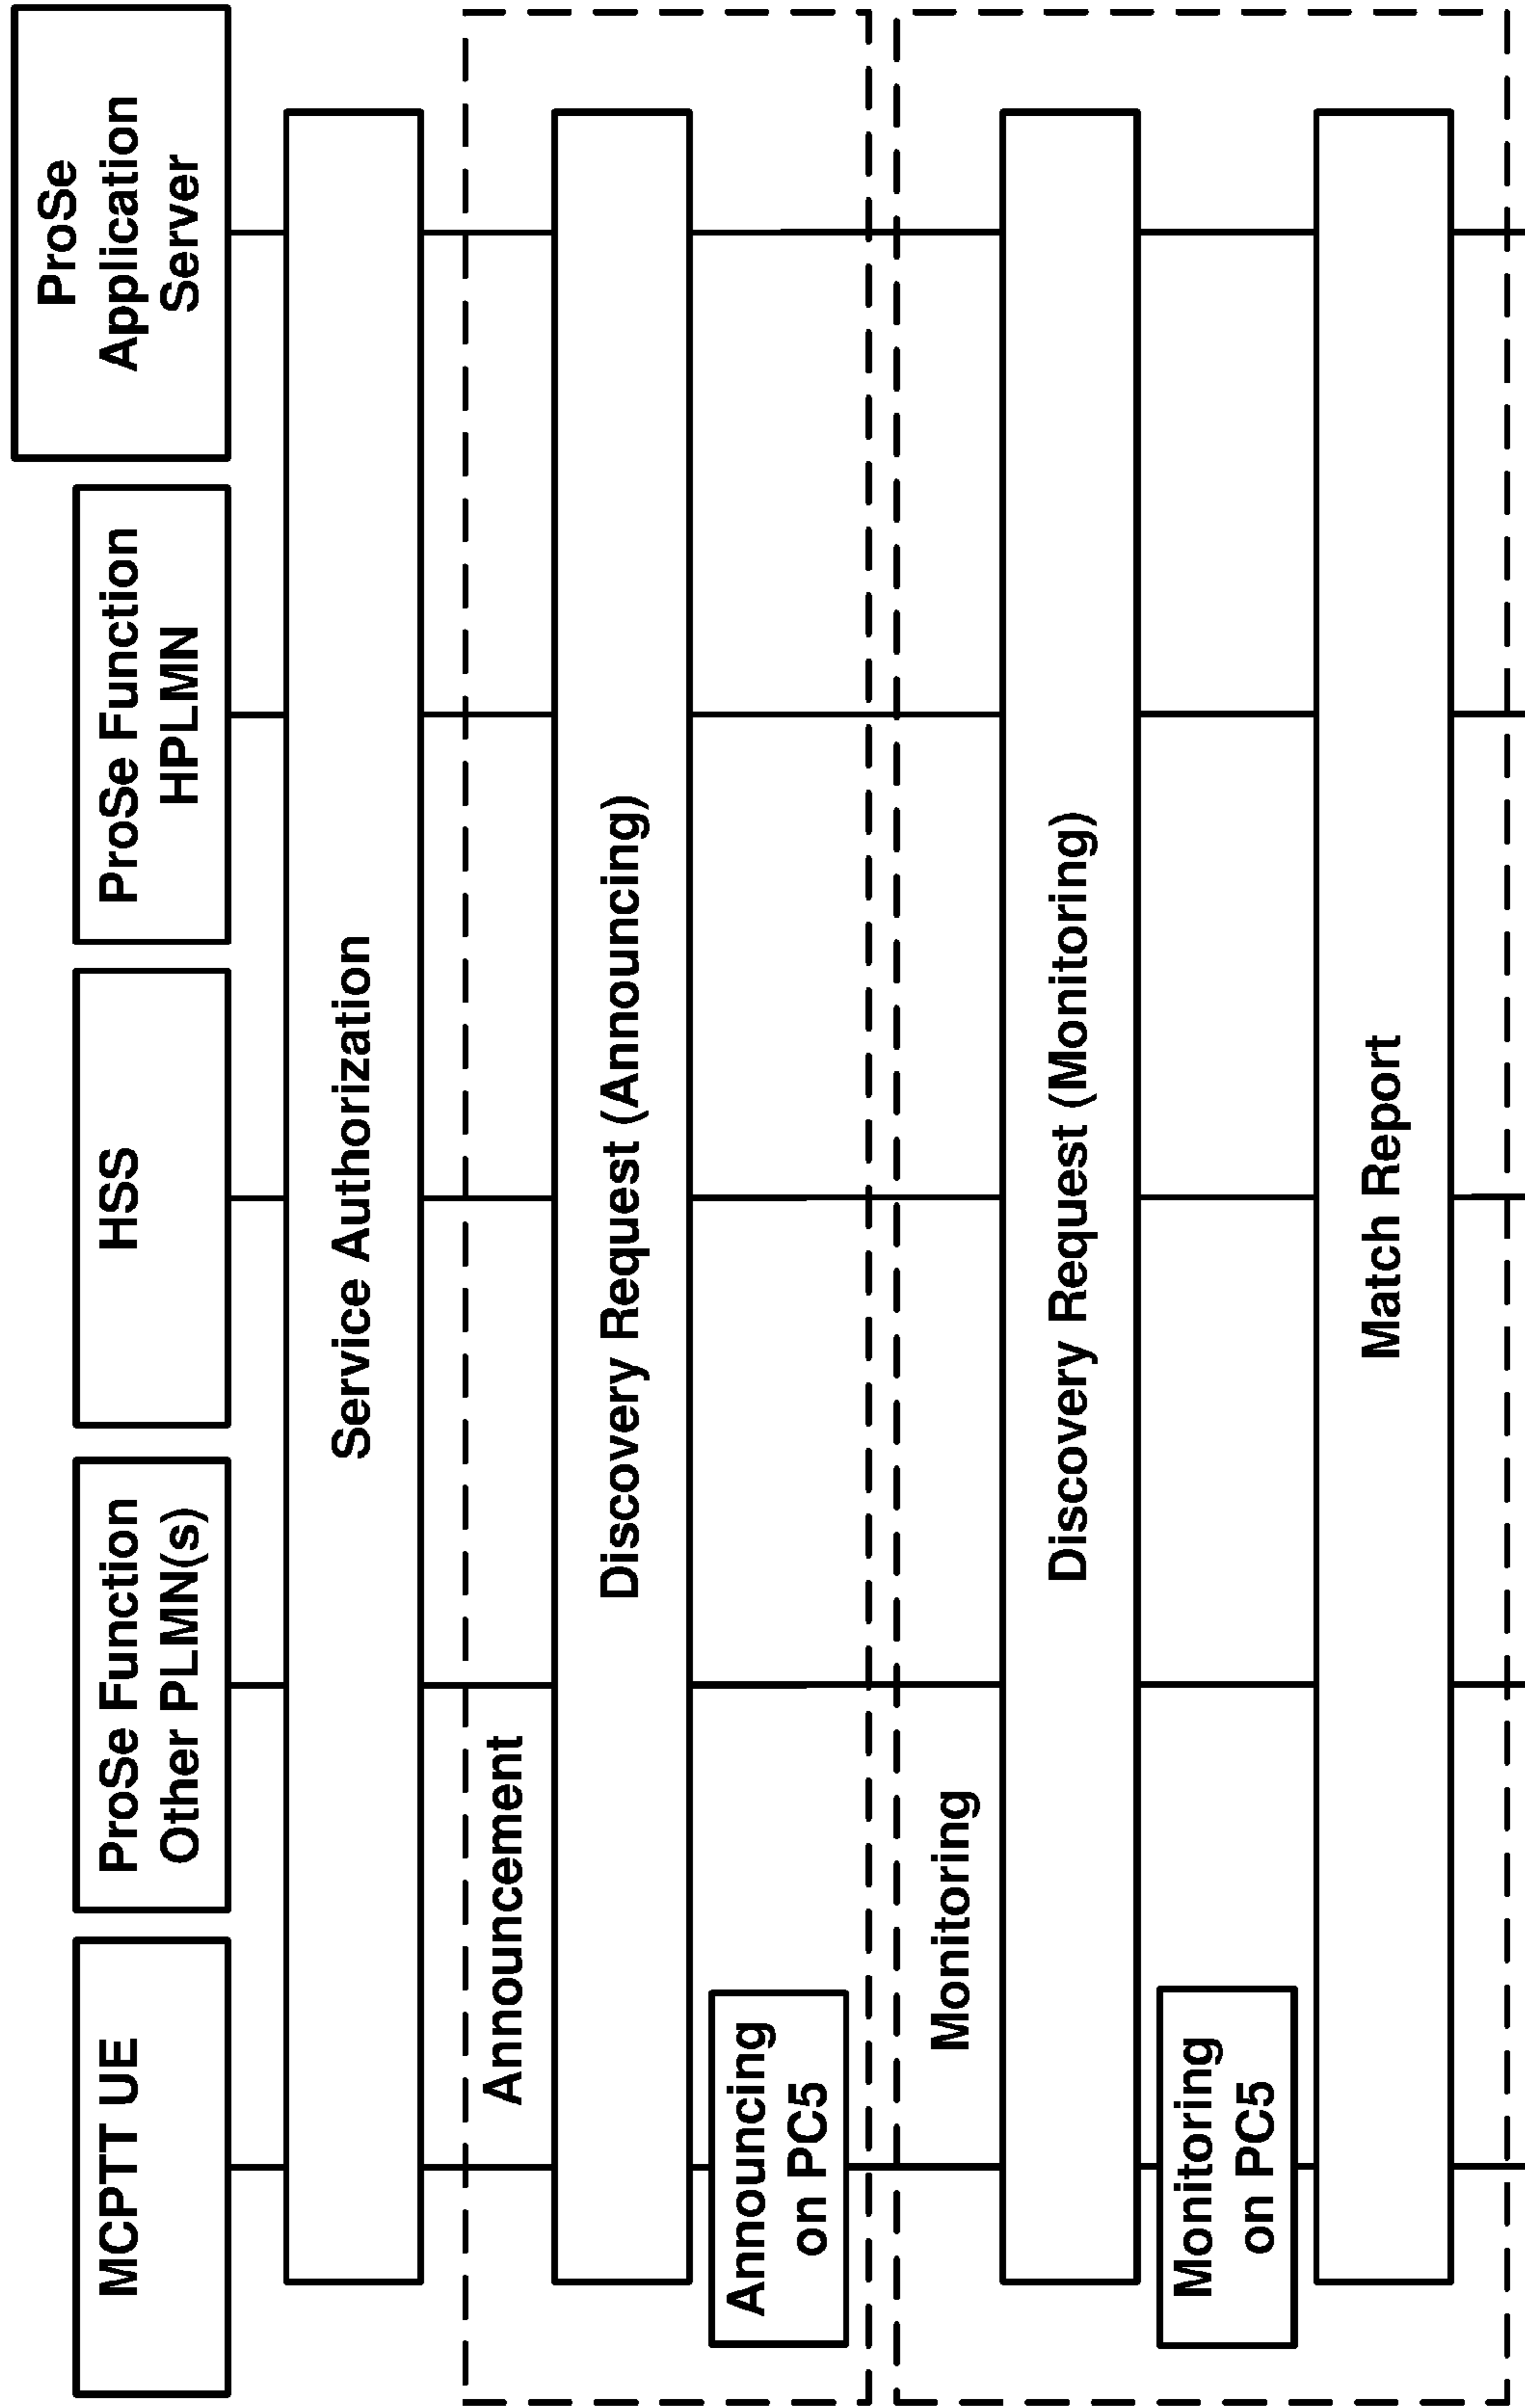 MCPTT UE
ProSe Function
Other PLMN(s)
HSS
ProSe Function
HPLMN
ProSe
Application
Server
Service Authorization
Announcement
Discovery Request (Announcing)
Announcing
on PC5
Monitoring
Discovery Request (Monitoring)
Monitoring
on PC5
Match Report